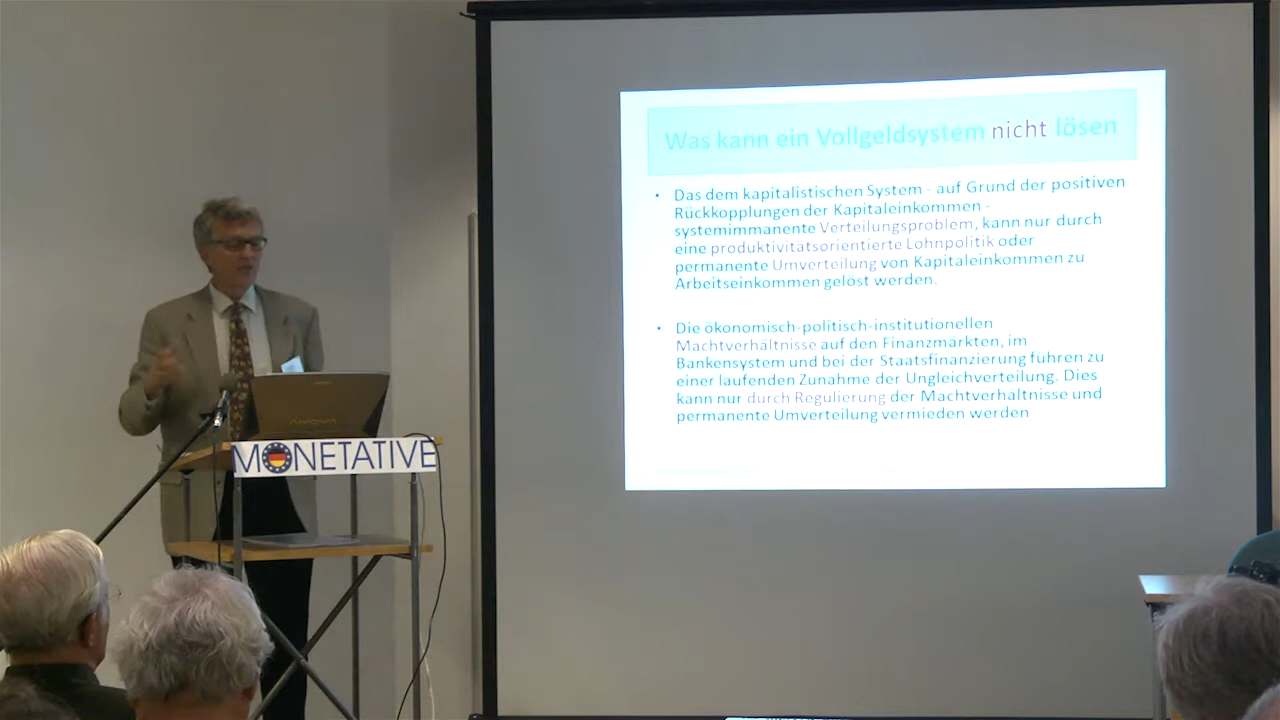 Was kann ein Vollgeldsystem nicht lösen
• Das dem kapitalistischen System - auf Grund der positiven
Rückkopplungen der Kapitaleinkommen -
systemimmanente Verteilungsproblem, kann nur durch
eine produktivitätsorientierte Lohnpolitik oder
permanente Umverteilung von Kapitaleinkommen zu
Arbeitseinkommen gelöst werden.
• Die ökonomisch-politisch-institutionellen
Machtverhältnisse auf den Finanzmärkten, im
Bankensystem und bei der Staatsfinanzierung führen zu
einer laufenden Zunahme der Ungleichverteilung. Dies
kann nur durch Regulierung der Machtverhältnisse und
permanente Umverteilung vermieden werden
MONETATIVE